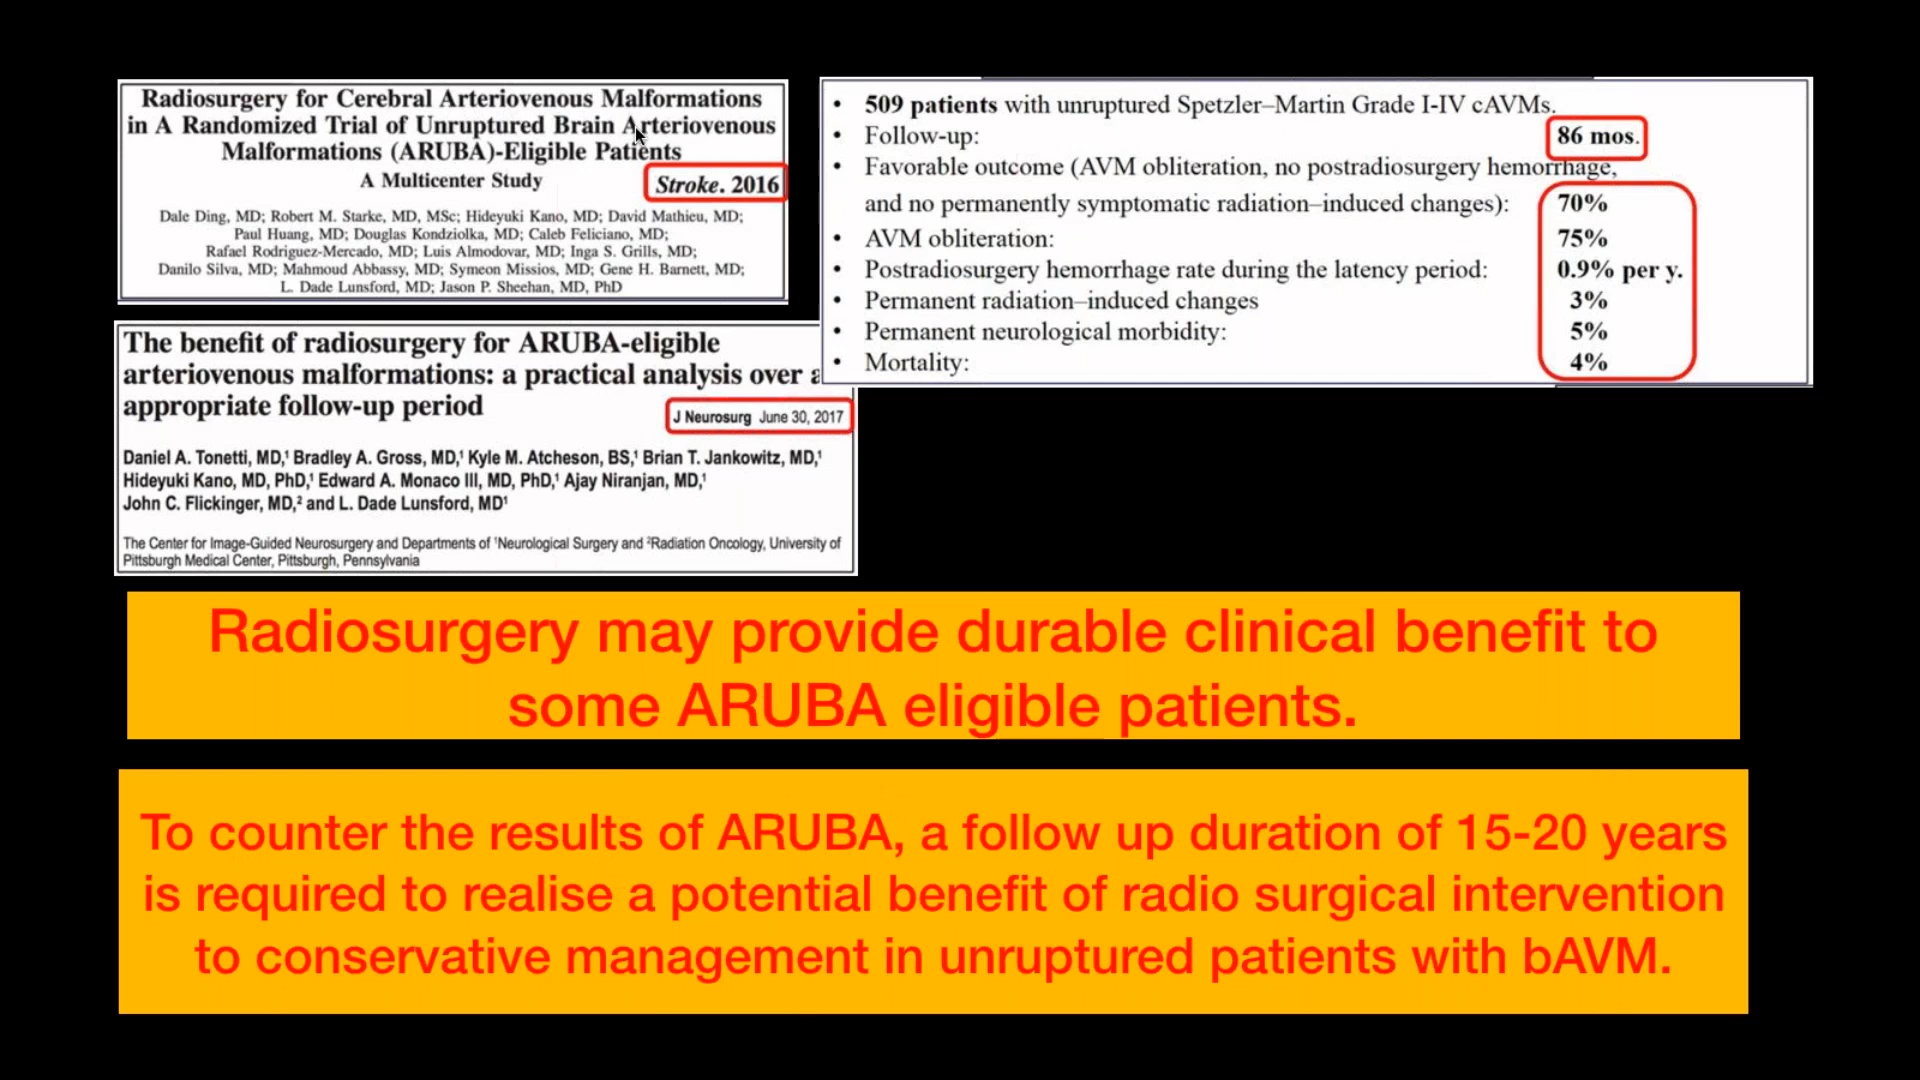 Radiosurgery for Cerebral Arteriovenous Malformations
in A Randomized Trial of Unruptured Brain Arteriovenous
Malformations (ARUBA)-Eligible Patients
A Multicenter Study
Stroke. 2016
Dale Ding, MD; Robert M. Starke, MD, MSc; Hideyuki Kano, MD; David Mathieu, MD;
Paul Huang, MD; Douglas Kondziolka, MD; Caleb Feliciano, MD;
Rafael Rodriguez-Mercado, MD; Luis Almodovar, MD; Inga S. Grills, MD;
Danilo Silva, MD; Mahmoud Abbassy, MD; Symeon Missios, MD; Gene H. Barnett, MD;
L. Dade Lunsford, MD; Jason P. Sheehan, MD, PhD
• 509 patients with unruptured Spetzler–Martin Grade I-IV cAVMs.
• Follow-up: 86 mos.
• Favorable outcome (AVM obliteration, no postradiosurgery hemorrhage,
and no permanently symptomatic radiation–induced changes): 70%
• AVM obliteration: 75%
• Postradiosurgery hemorrhage rate during the latency period: 0.9% per y.
• Permanent radiation–induced changes 3%
• Permanent neurological morbidity: 5%
• Mortality: 4%
The benefit of radiosurgery for ARUBA-eligible
arteriovenous malformations: a practical analysis over a
appropriate follow-up period
J Neurosurg June 30, 2017
Daniel A. Tonetti, MD,¹ Bradley A. Gross, MD,¹ Kyle M. Atcheson, BS,¹ Brian T. Jankowitz, MD,¹
Hideyuki Kano, MD, PhD,¹ Edward A. Monaco III, MD, PhD,¹ Ajay Niranjan, MD,¹
John C. Flickinger, MD,² and L. Dade Lunsford, MD¹
The Center for Image-Guided Neurosurgery and Departments of ¹Neurological Surgery and ²Radiation Oncology, University of
Pittsburgh Medical Center, Pittsburgh, Pennsylvania
Radiosurgery may provide durable clinical benefit to
some ARUBA eligible patients.
To counter the results of ARUBA, a follow up duration of 15-20 years
is required to realise a potential benefit of radio surgical intervention
to conservative management in unruptured patients with bAVM.